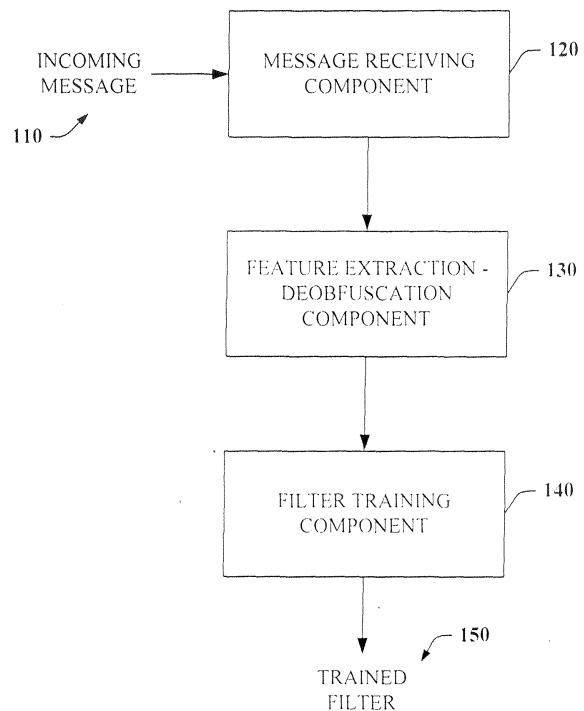 INCOMING
MESSAGE
110
MESSAGE RECEIVING
COMPONENT
120
FEATURE EXTRACTION -
DEOBFUSCATION
COMPONENT
130
FILTER TRAINING
COMPONENT
140
150
TRAINED
FILTER